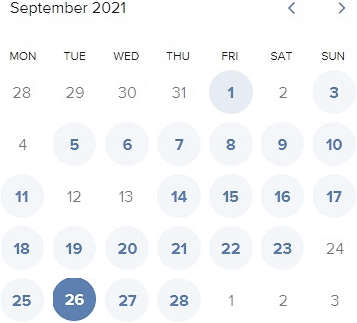 September 2021
MON TUE WED THU FRI SAT SUN
28 29 30 31 1 2 3
4 5 6 7 8 9 10
11 12 13 14 15 16 17
18 19 20 21 22 23 24
25 26 27 28 1 2 3